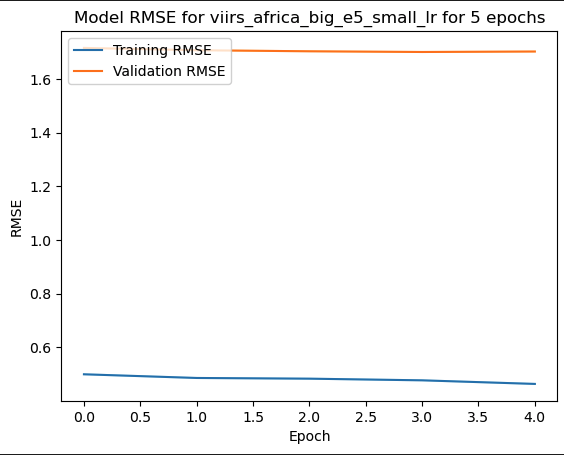 Model RMSE for viirs_africa_big_e5_small_lr for 5 epochs
Training RMSE
Validation RMSE
1.6
1.4
1.2
1.0
0.8
0.6
RMSE
0.0 0.5 1.0 1.5 2.0 2.5 3.0 3.5 4.0
Epoch